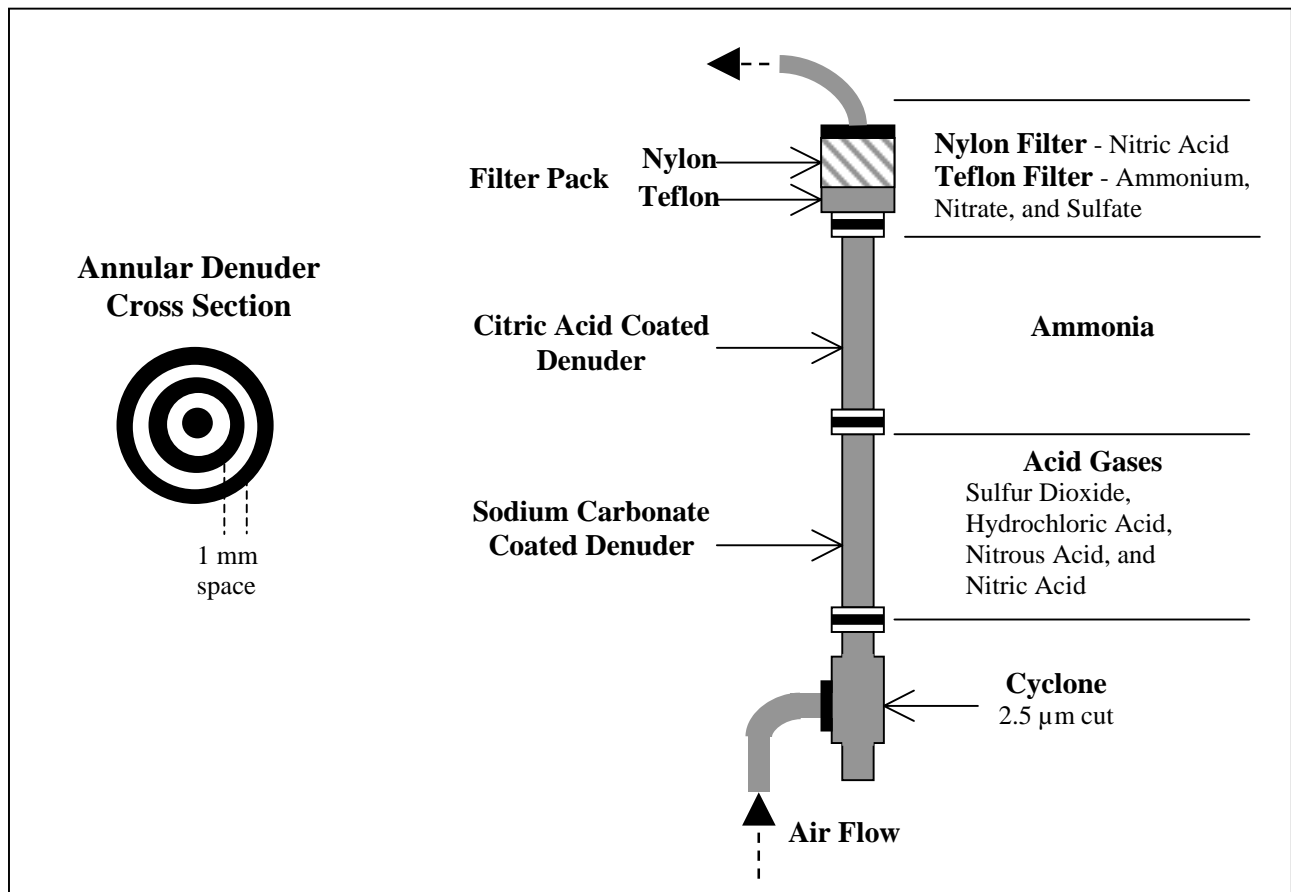 Annular Denuder
Cross Section
1 mm
space
Filter Pack
Nylon
Teflon
Citric Acid Coated
Denuder
Sodium Carbonate
Coated Denuder
Nylon Filter - Nitric Acid
Teflon Filter - Ammonium,
Nitrate, and Sulfate
Ammonia
Acid Gases
Sulfur Dioxide,
Hydrochloric Acid,
Nitrous Acid, and
Nitric Acid
Cyclone
2.5 µm cut
Air Flow